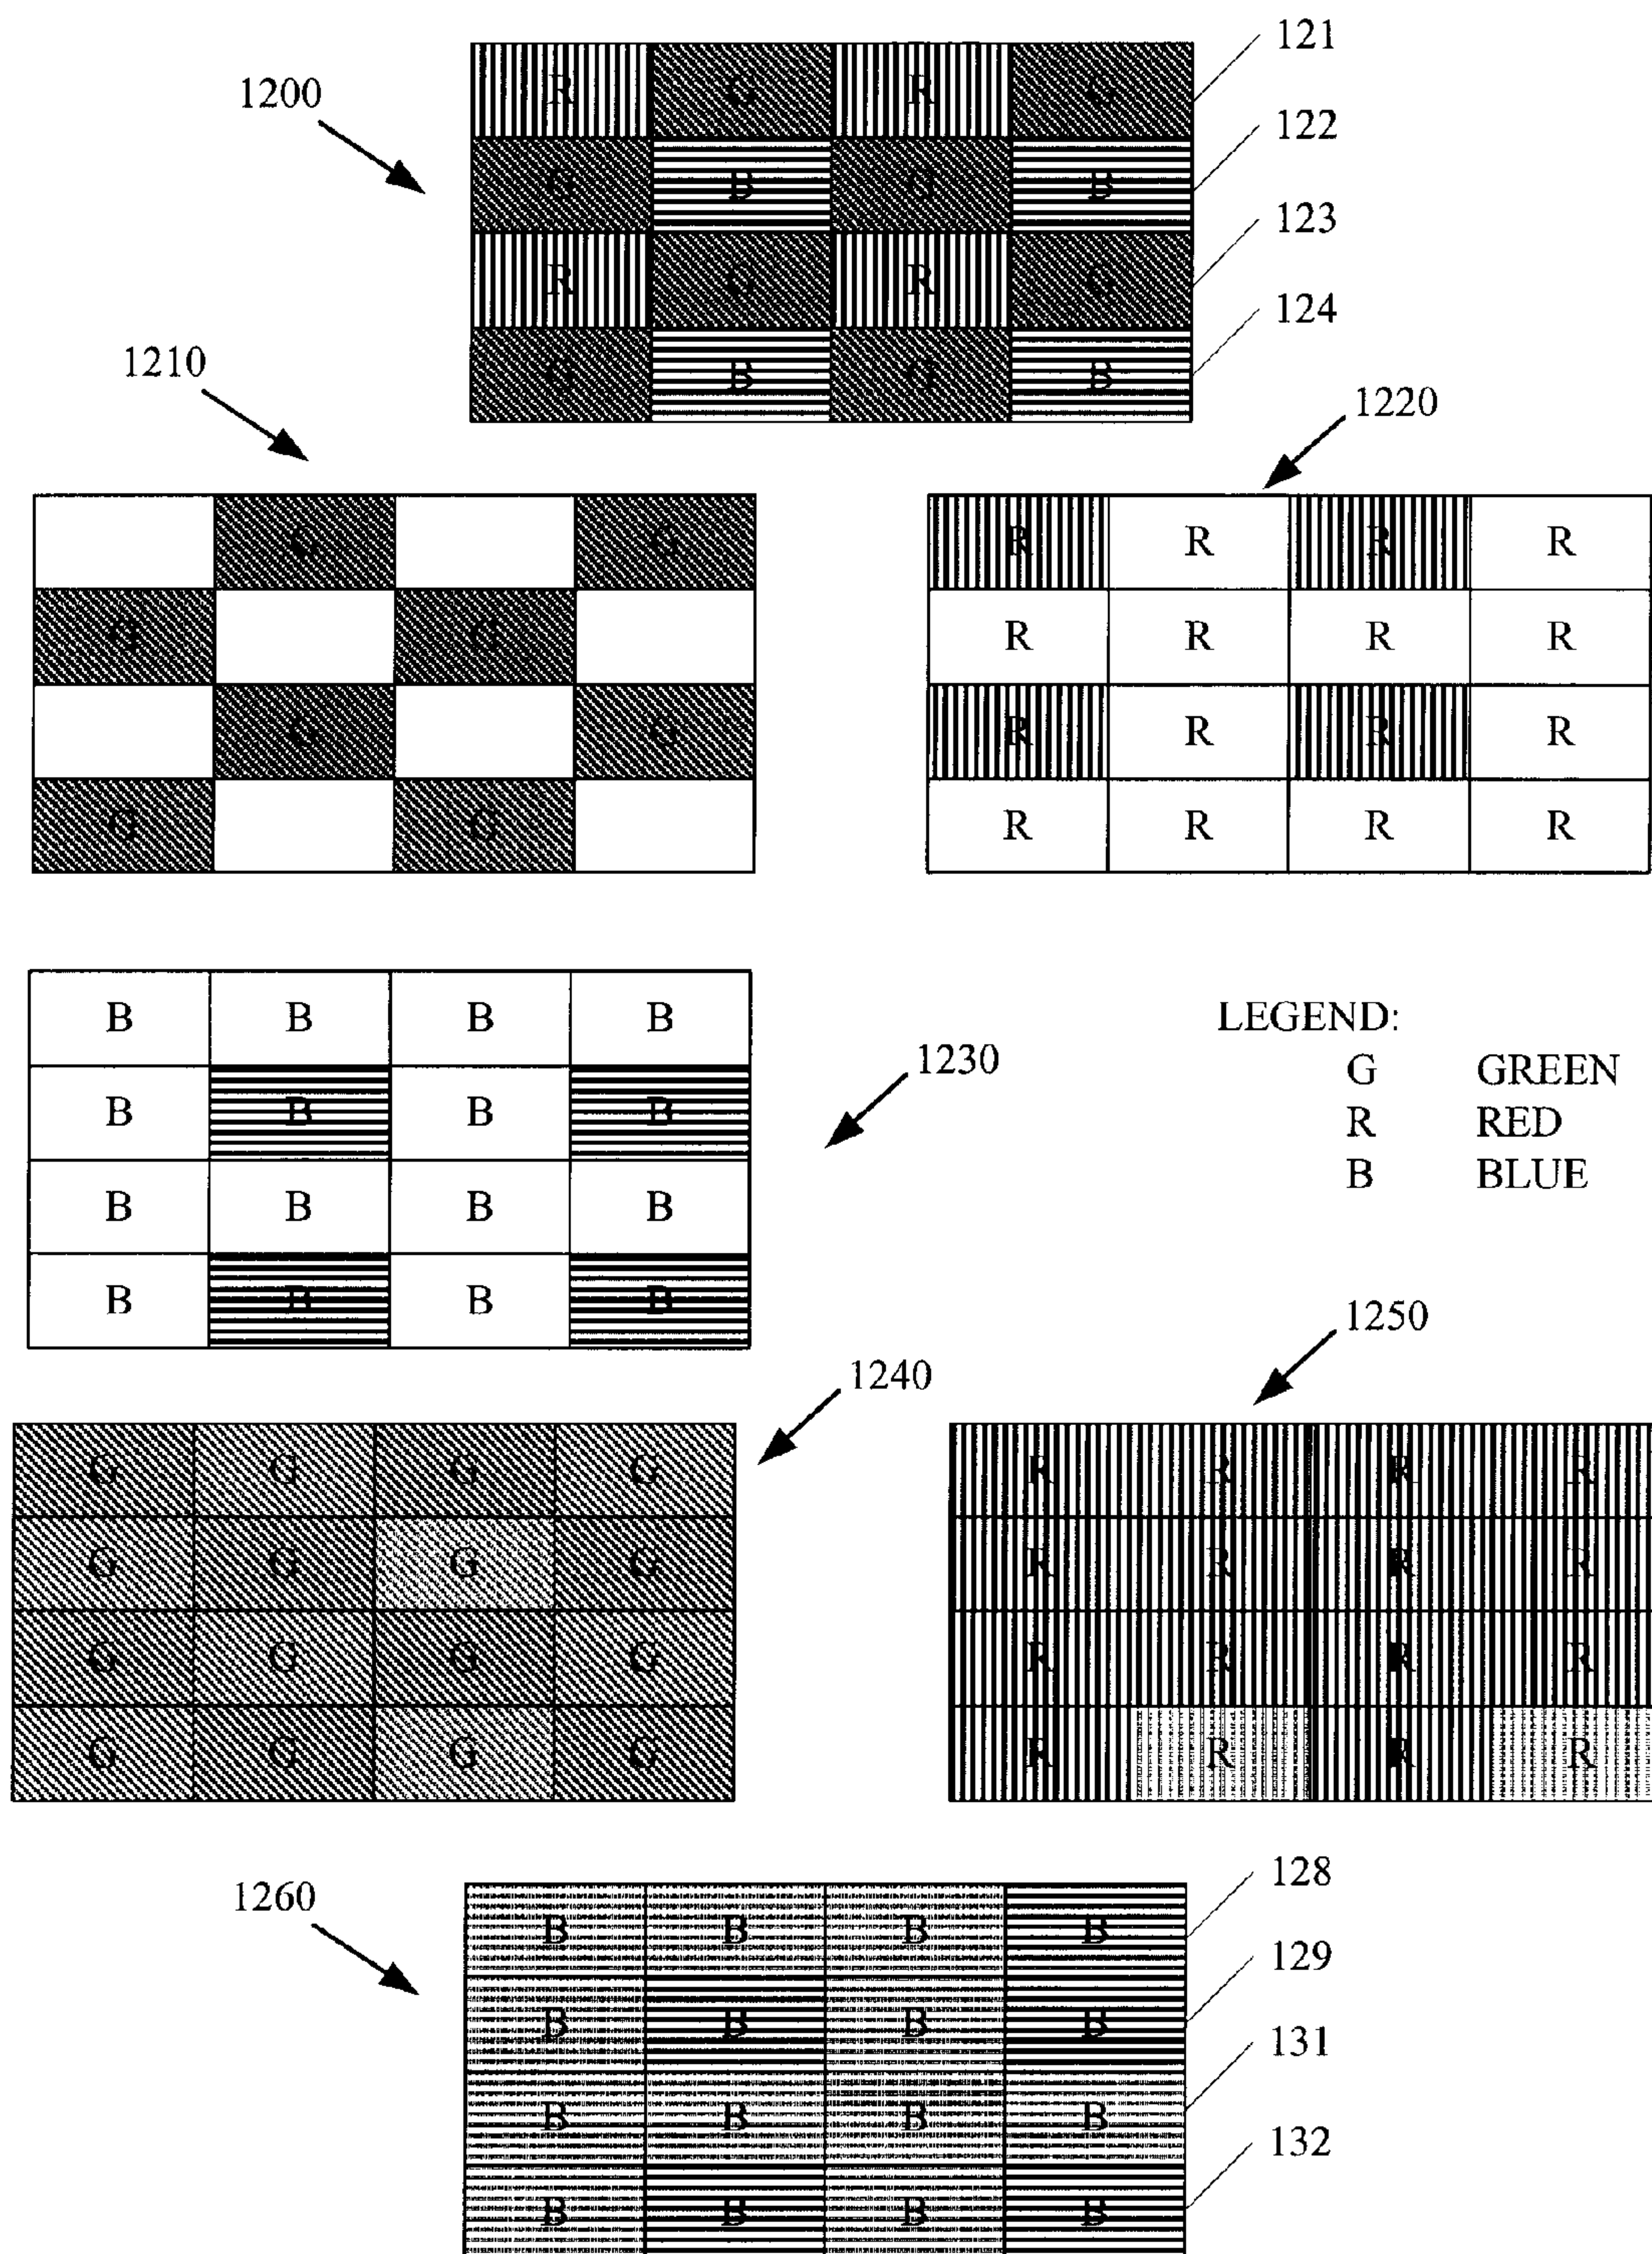 121
1200
R G R G
122
G B G B
123
R G R G
124
G B G B
1210
1220
G G
G G
G G
G G
R R R R
R R R R
R R R R
R R R R
B B B B
B B B B
B B B B
B B B B
1230
LEGEND:
G GREEN
R RED
B BLUE
1240
1250
G G G G
G G G G
G G G G
G G G G
R R R R
R R R R
R R R R
R R R R
1260
128
B B B B
129
B B B B
131
B B B B
132
B B B B